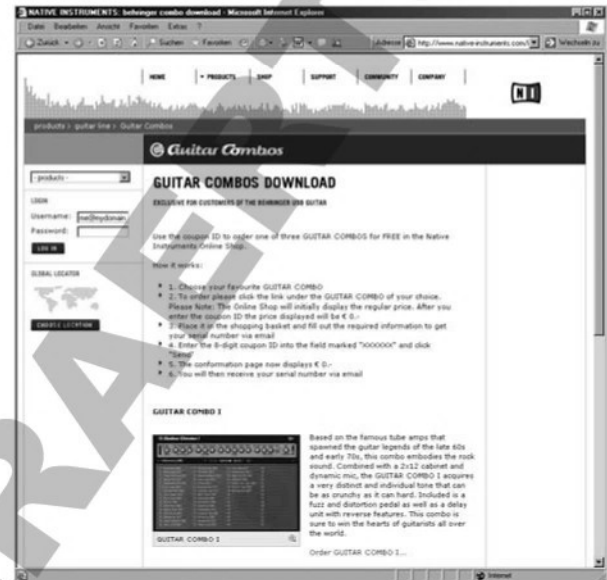 NATIVE INSTRUMENTS: behringer combo download - Microsoft Internet Explorer
Datei Bearbeiten Ansicht Favoriten Extras ?
Zurück Suchen Favoriten Adresse http://www.native-instruments.com/ Wechseln zu
HOME PRODUCTS SHOP SUPPORT COMMUNITY COMPANY
NI
products > guitar line > Guitar Combos
Guitar Combos
- products -
GUITAR COMBOS DOWNLOAD
EXCLUSIVE FOR CUSTOMERS OF THE BEHRINGER USB GUITAR
LOGIN
Username: me@mydomain
Password:
LOG IN
GLOBAL LOCATOR
CHOOSE LOCATION
Use the coupon ID to order one of three GUITAR COMBOS for FREE in the Native
Instruments Online Shop.
How it works:
1. Choose your favourite GUITAR COMBO
2. To order please click the link under the GUITAR COMBO of your choice.
Please Note: The Online Shop will initially display the regular price. After you
enter the coupon ID the price displayed will be € 0.-
3. Place it in the shopping basket and fill out the required information to get
your serial number via email
4. Enter the 8-digit coupon ID into the field marked "XXXXXX" and click
"Send"
5. The conformation page now displays € 0.-
6. You will then receive your serial number via email
GUITAR COMBO I
Based on the famous tube amps that
spawned the guitar legends of the late 60s
and early 70s, this combo embodies the rock
sound. Combined with a 2x12 cabinet and
dynamic mic, the GUITAR COMBO I acquires
a very distinct and individual tone that can
be as crunchy as it can hard. Included is a
fuzz and distortion pedal as well as a delay
unit with reverse features. This combo is
sure to win the hearts of guitarists all over
the world.
GUITAR COMBO I
Order GUITAR COMBO I...
Internet